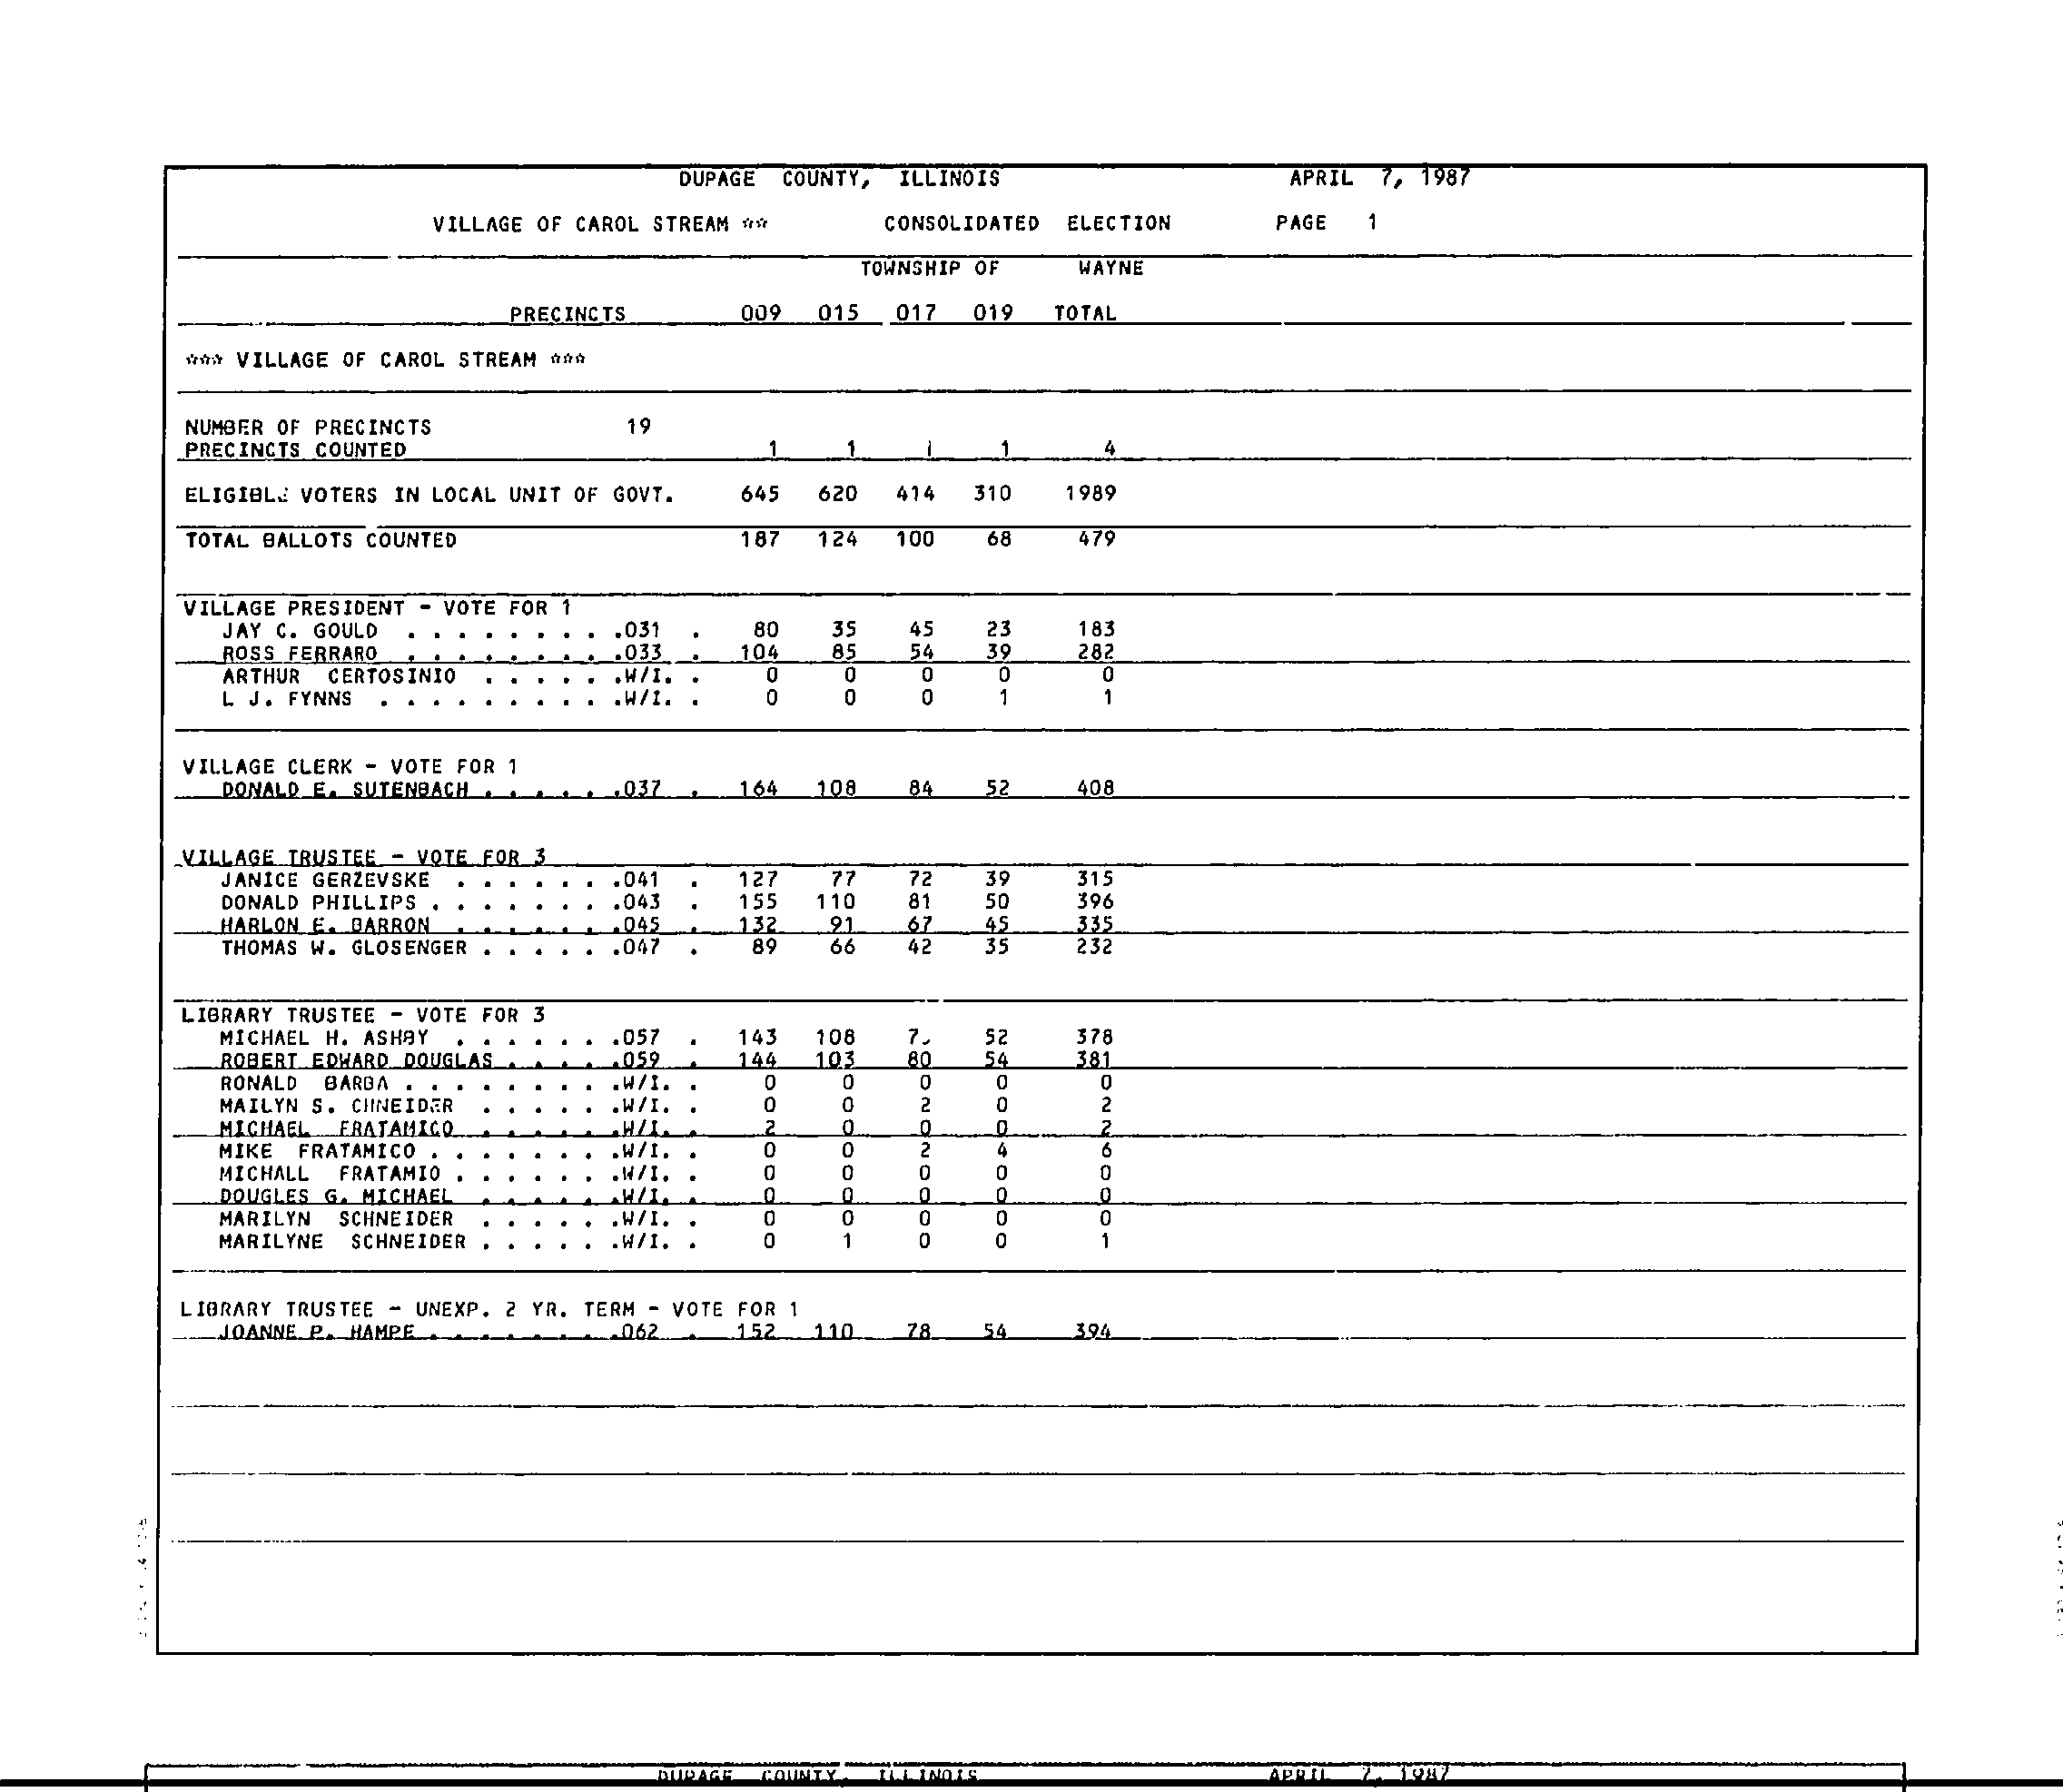 DUPAGE COUNTY, ILLINOIS APRIL 7, 1987
VILLAGE OF CAROL STREAM ** CONSOLIDATED ELECTION PAGE 1
TOWNSHIP OF WAYNE
PRECINCTS 009 015 017 019 TOTAL
*** VILLAGE OF CAROL STREAM ***
NUMBER OF PRECINCTS 19
PRECINCTS COUNTED 1 1 1 1 4
ELIGIBLE VOTERS IN LOCAL UNIT OF GOVT. 645 620 414 310 1989
TOTAL BALLOTS COUNTED 187 124 100 68 479
VILLAGE PRESIDENT - VOTE FOR 1
JAY C. GOULD . . . . . . . . .031 . 80 35 45 23 183
ROSS FERRARO . . . . . . . . .033 . 104 85 54 39 282
ARTHUR CERTOSINIO . . . . . .W/I. . 0 0 0 0 0
L J. FYNNS . . . . . . . . . .W/I. . 0 0 0 1 1
VILLAGE CLERK - VOTE FOR 1
DONALD E. SUTENBACH . . . . . .037 . 164 108 84 52 408
VILLAGE TRUSTEE - VOTE FOR 3
JANICE GERZEVSKE . . . . . . .041 . 127 77 72 39 315
DONALD PHILLIPS . . . . . . . .043 . 155 110 81 50 396
HARLON E. BARRON . . . . . . .045 . 132 91 67 45 335
THOMAS W. GLOSENGER . . . . . .047 . 89 66 42 35 232
LIBRARY TRUSTEE - VOTE FOR 3
MICHAEL H. ASHBY . . . . . . .057 . 143 108 52 378
ROBERT EDWARD DOUGLAS . . . . .059 . 144 103 80 54 381
RONALD BARBA . . . . . . . . .W/I. . 0 0 0 0 0
MAILYN S. CHNEIDER . . . . . .W/I. . 0 0 2 0 2
MICHAEL FRATAMICO . . . . . .W/I. . 2 0 0 0 2
MIKE FRATAMICO . . . . . . . .W/I. . 0 0 2 4 6
MICHALL FRATAMIO . . . . . . .W/I. . 0 0 0 0 0
DOUGLES G. MICHAEL . . . . . .W/I. . 0 0 0 0 0
MARILYN SCHNEIDER . . . . . .W/I. . 0 0 0 0 0
MARILYNE SCHNEIDER . . . . . .W/I. . 0 1 0 0 1
LIBRARY TRUSTEE - UNEXP. 2 YR. TERM - VOTE FOR 1
JOANNE P. HAMPE . . . . . . . .062 . 152 110 78 54 394
DUPAGE COUNTY, ILLINOIS APRIL 7, 1987